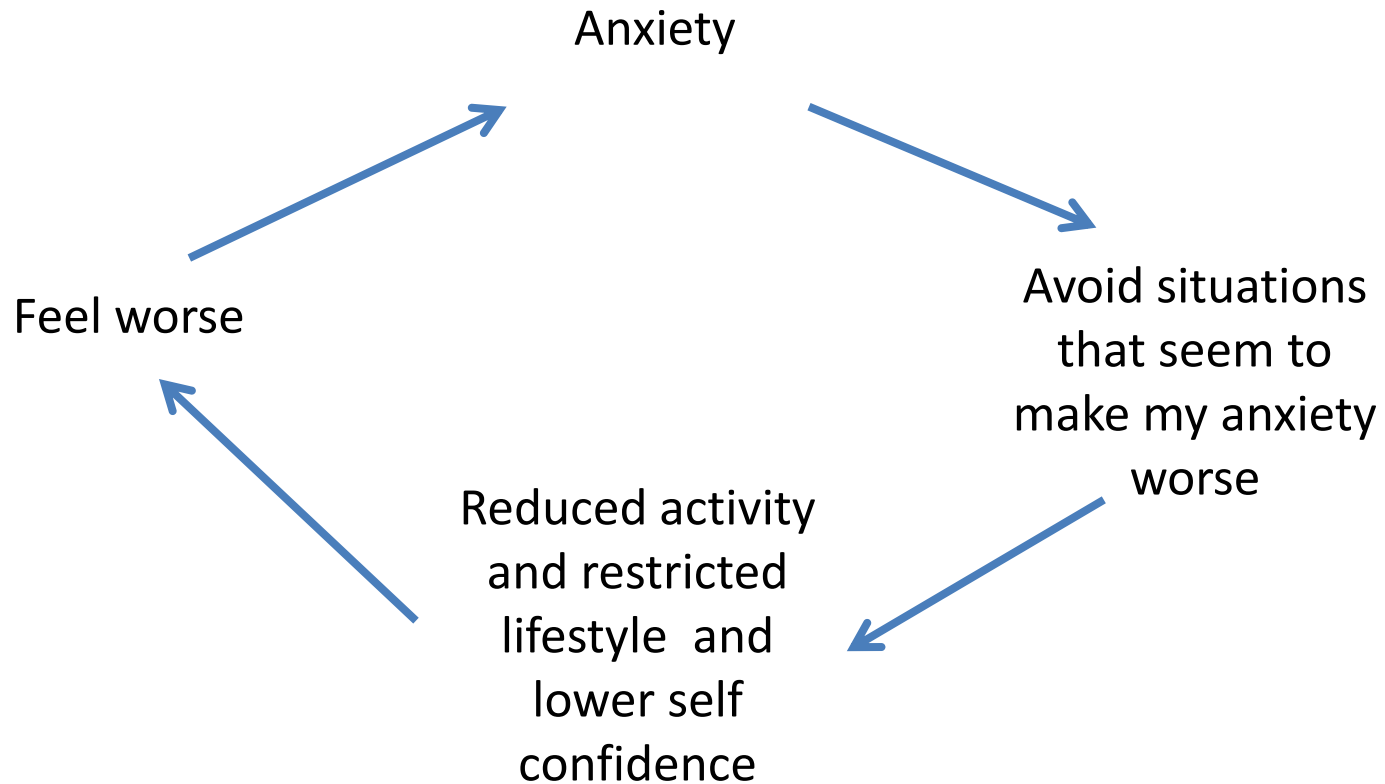 Anxiety
Avoid situations
that seem to
make my anxiety
worse
Reduced activity
and restricted
lifestyle  and
lower self
confidence
Feel worse